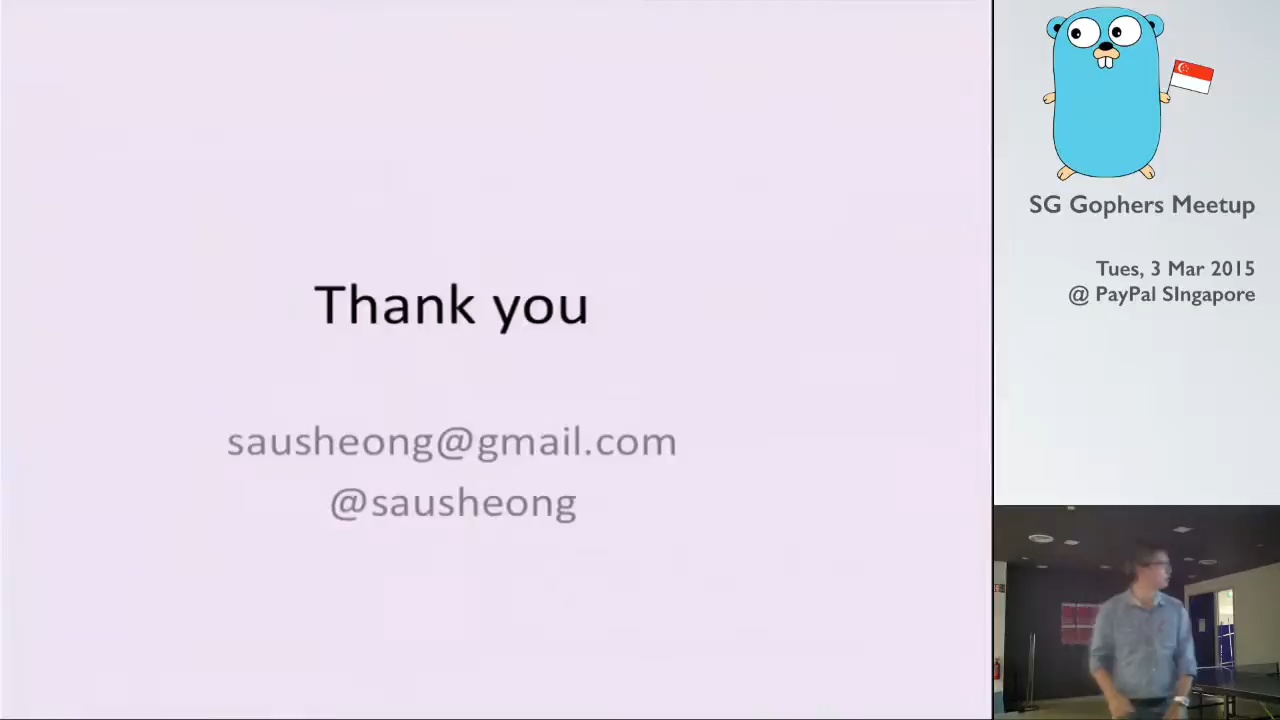 Thank you
sausheong@gmail.com
@sausheong
SG Gophers Meetup
Tues, 3 Mar 2015
@ PayPal SIngapore